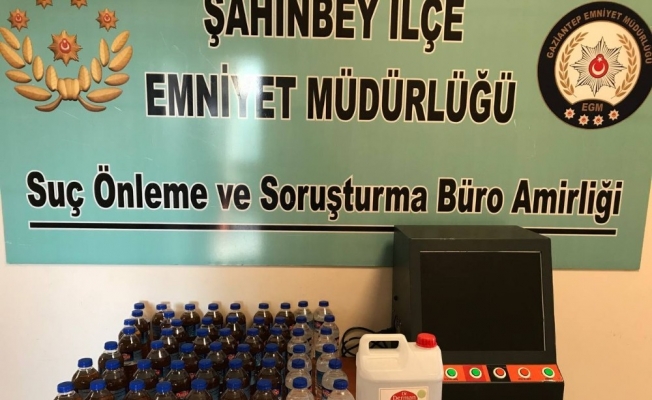 ŞAHİNBEY İLÇE
EMNİYET MÜDÜRLÜĞÜ
Suç Önleme ve Soruşturma Büro Amirliği
GAZİANTEP EMNİYET MÜDÜRLÜĞÜ
EGM